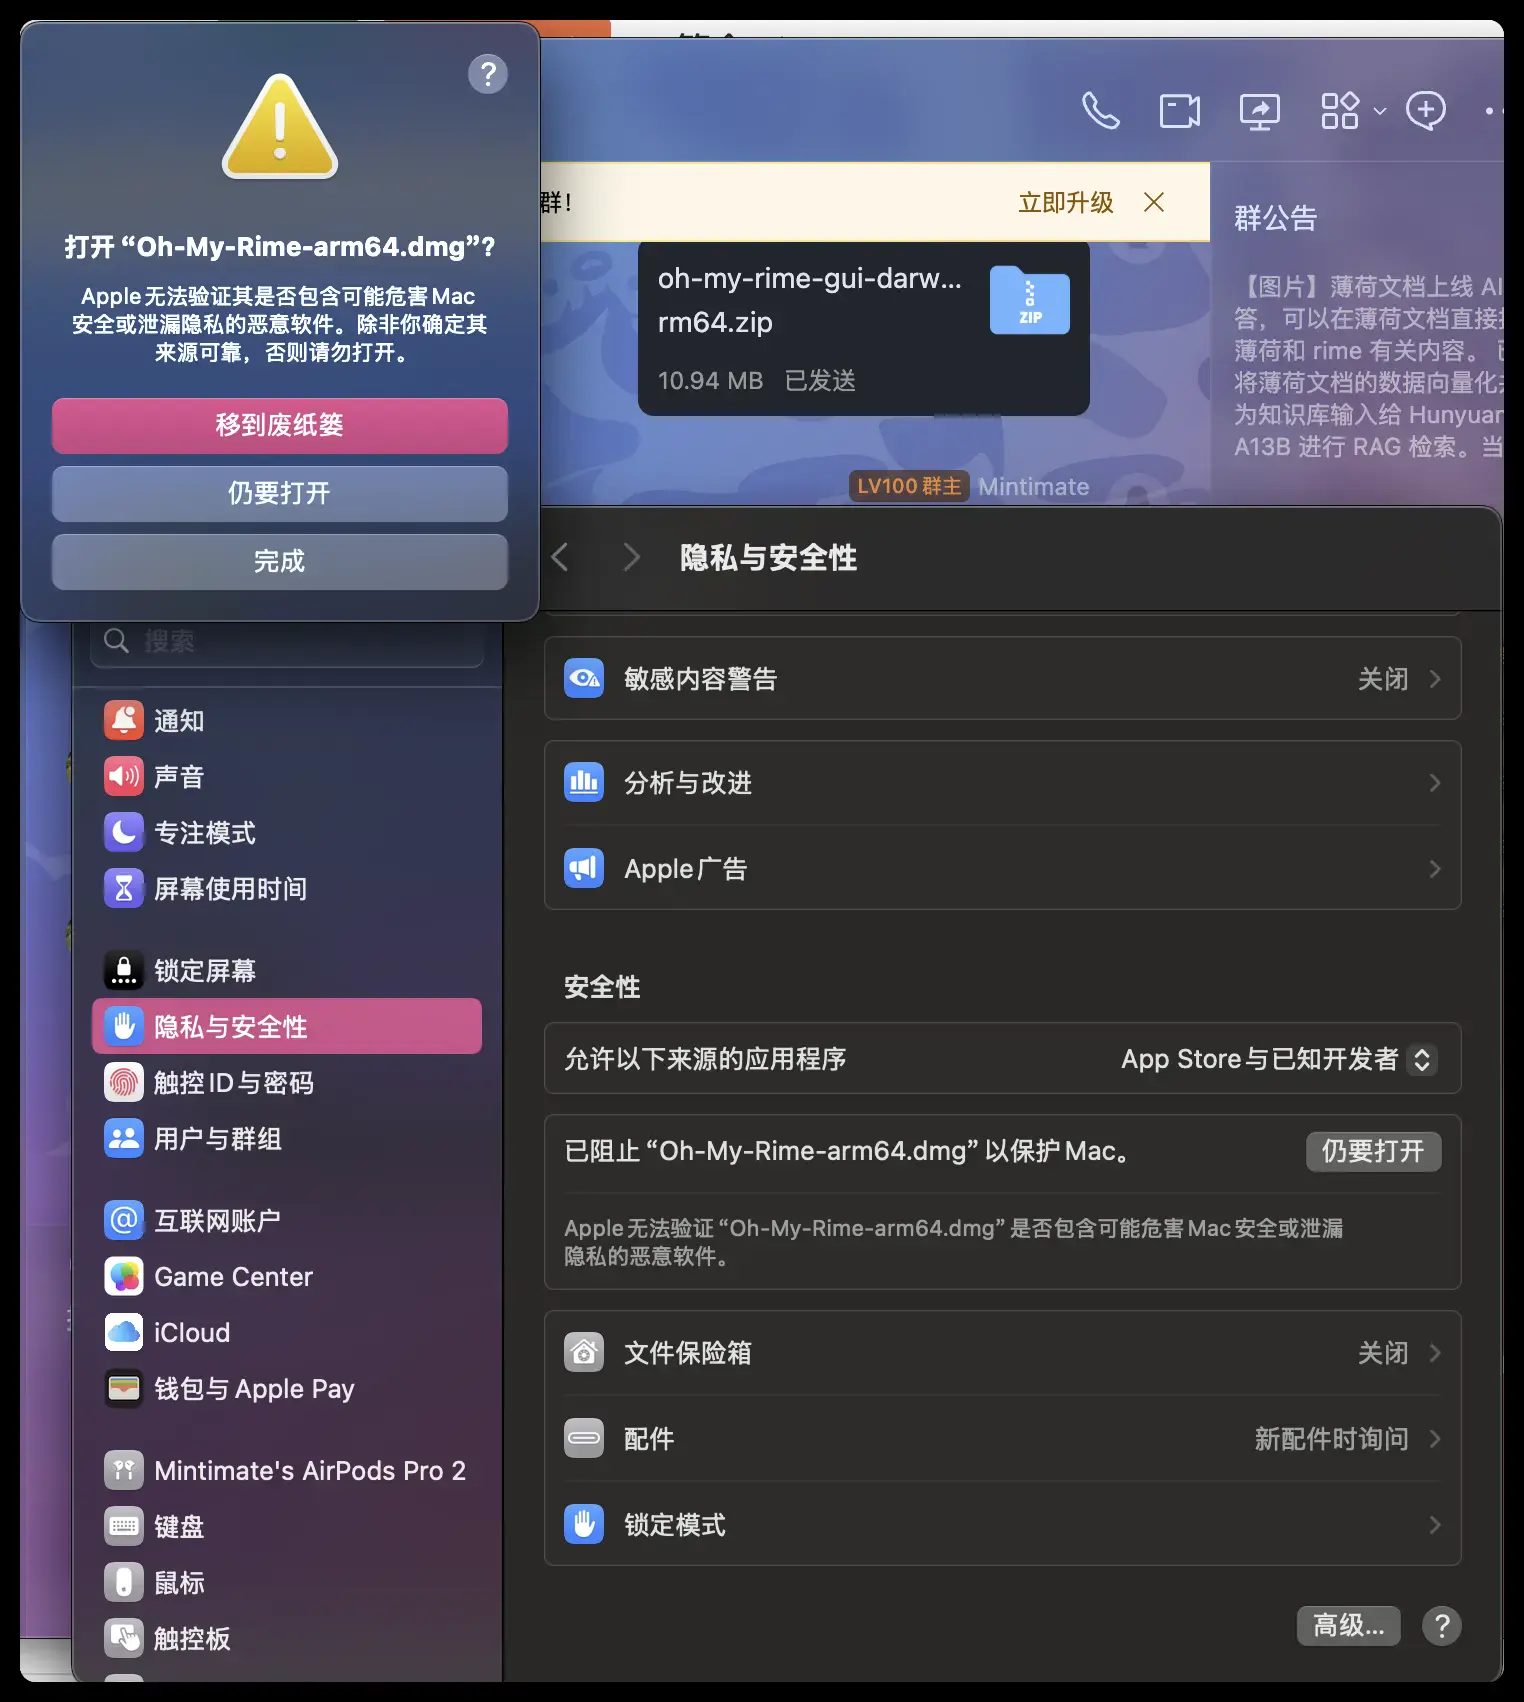 ?
打开 “Oh-My-Rime-arm64.dmg”？
Apple无法验证其是否包含可能危害Mac
安全或泄漏隐私的恶意软件。除非你确定其
来源可靠，否则请勿打开。
移到废纸篓
仍要打开
完成
群！
立即升级
oh-my-rime-gui-darw...
rm64.zip
ZIP
10.94 MB 已发送
LV100 群主 Mintimate
群公告
【图片】薄荷文档上线 AI
答，可以在薄荷文档直接
薄荷和 rime 有关内容。
将薄荷文档的数据向量化
为知识库输入给 Hunyuan
A13B 进行 RAG 检索。当
搜索
通知
声音
专注模式
屏幕使用时间
锁定屏幕
隐私与安全性
触控ID与密码
用户与群组
互联网账户
Game Center
iCloud
钱包与 Apple Pay
Mintimate's AirPods Pro 2
键盘
鼠标
触控板
隐私与安全性
敏感内容警告
关闭
分析与改进
Apple广告
安全性
允许以下来源的应用程序
App Store与已知开发者
已阻止 “Oh-My-Rime-arm64.dmg” 以保护Mac。
仍要打开
Apple无法验证 “Oh-My-Rime-arm64.dmg” 是否包含可能危害Mac安全或泄漏
隐私的恶意软件。
文件保险箱
关闭
配件
新配件时询问
锁定模式
高级...
?